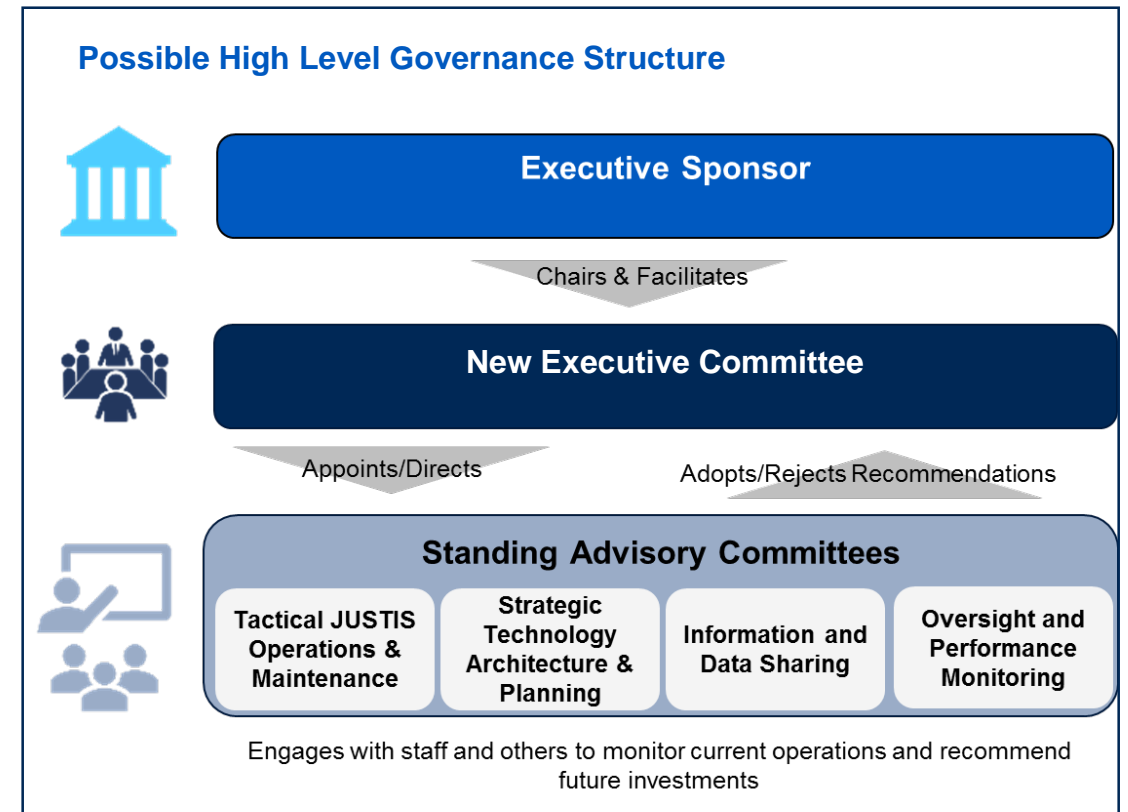 Possible High Level Governance Structure
Executive Sponsor
Chairs & Facilitates
New Executive Committee
Appoints/Directs
Adopts/Rejects Recommendations
Standing Advisory Committees
Tactical JUSTIS
Operations &
Maintenance
Strategic
Technology
Architecture &
Planning
Information and
Data Sharing
Oversight and
Performance
Monitoring
Engages with staff and others to monitor current operations and recommend
future investments